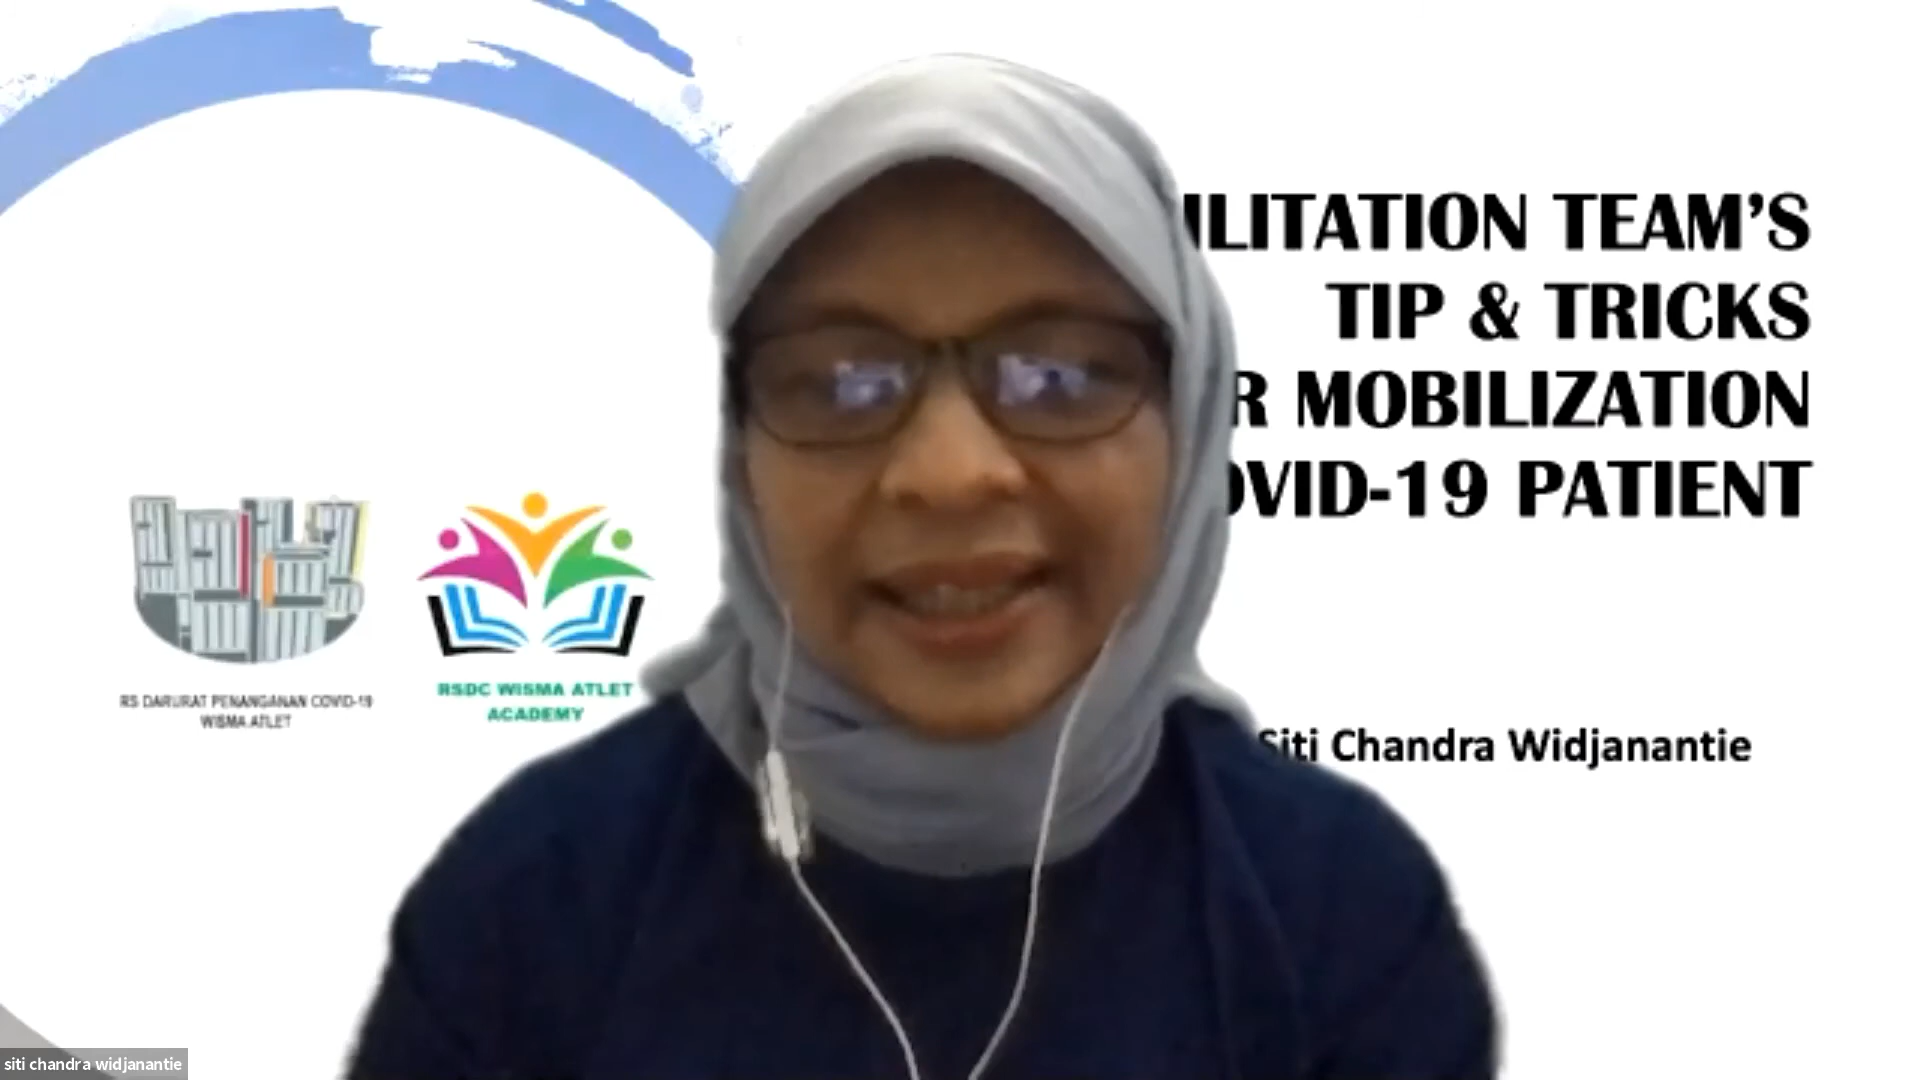 ILITATION TEAM'S
TIP & TRICKS
R MOBILIZATION
OVID-19 PATIENT
RS DARURAT PENANGANAN COVID-19
WISMA ATLET
RSDC WISMA ATLET
ACADEMY
Siti Chandra Widjanantie
siti chandra widjanantie